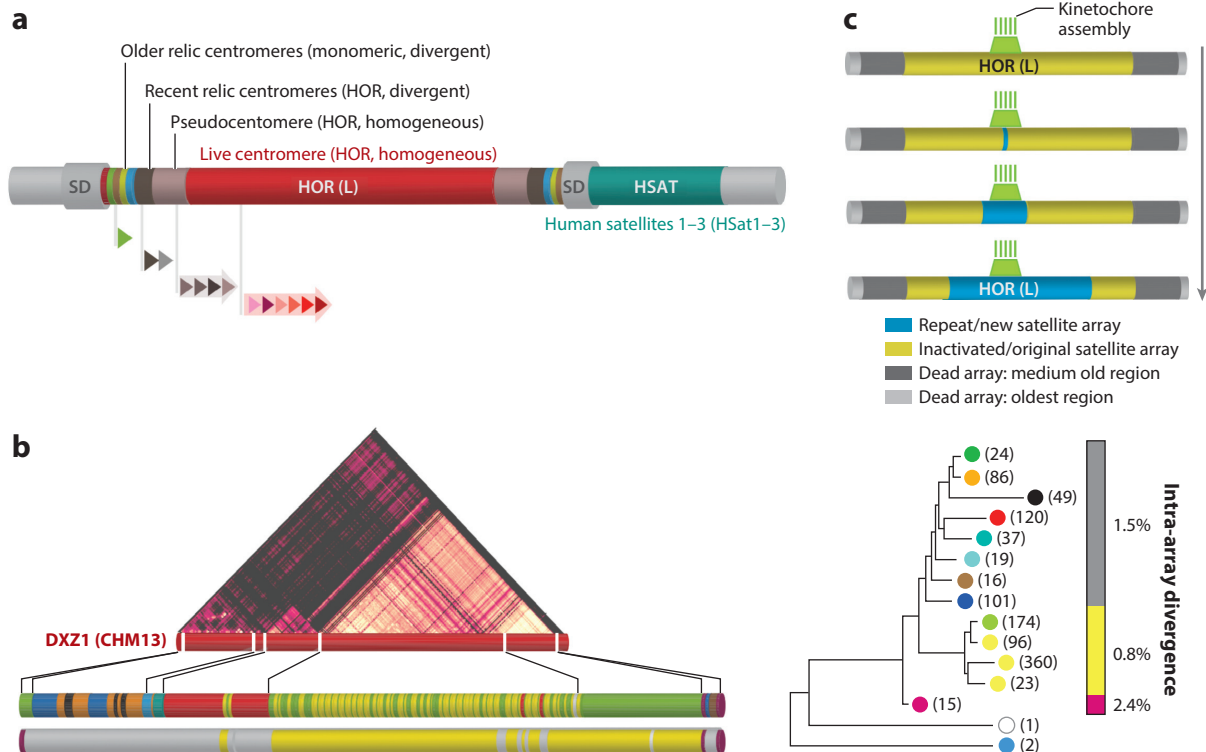 a
Older relic centromeres (monomeric, divergent)
Recent relic centromeres (HOR, divergent)
Pseudocentomere (HOR, homogeneous)
Live centromere (HOR, homogeneous)
SD
HOR (L)
SD
HSAT
Human satellites 1–3 (HSat1–3)
c
Kinetochore
assembly
HOR (L)
HOR (L)
Repeat/new satellite array
Inactivated/original satellite array
Dead array: medium old region
Dead array: oldest region
b
DXZ1 (CHM13)
(24)
(86)
(49)
(120)
(37)
(19)
(16)
(101)
(174)
(96)
(360)
(23)
(15)
(1)
(2)
1.5%
0.8%
2.4%
Intra-array divergence